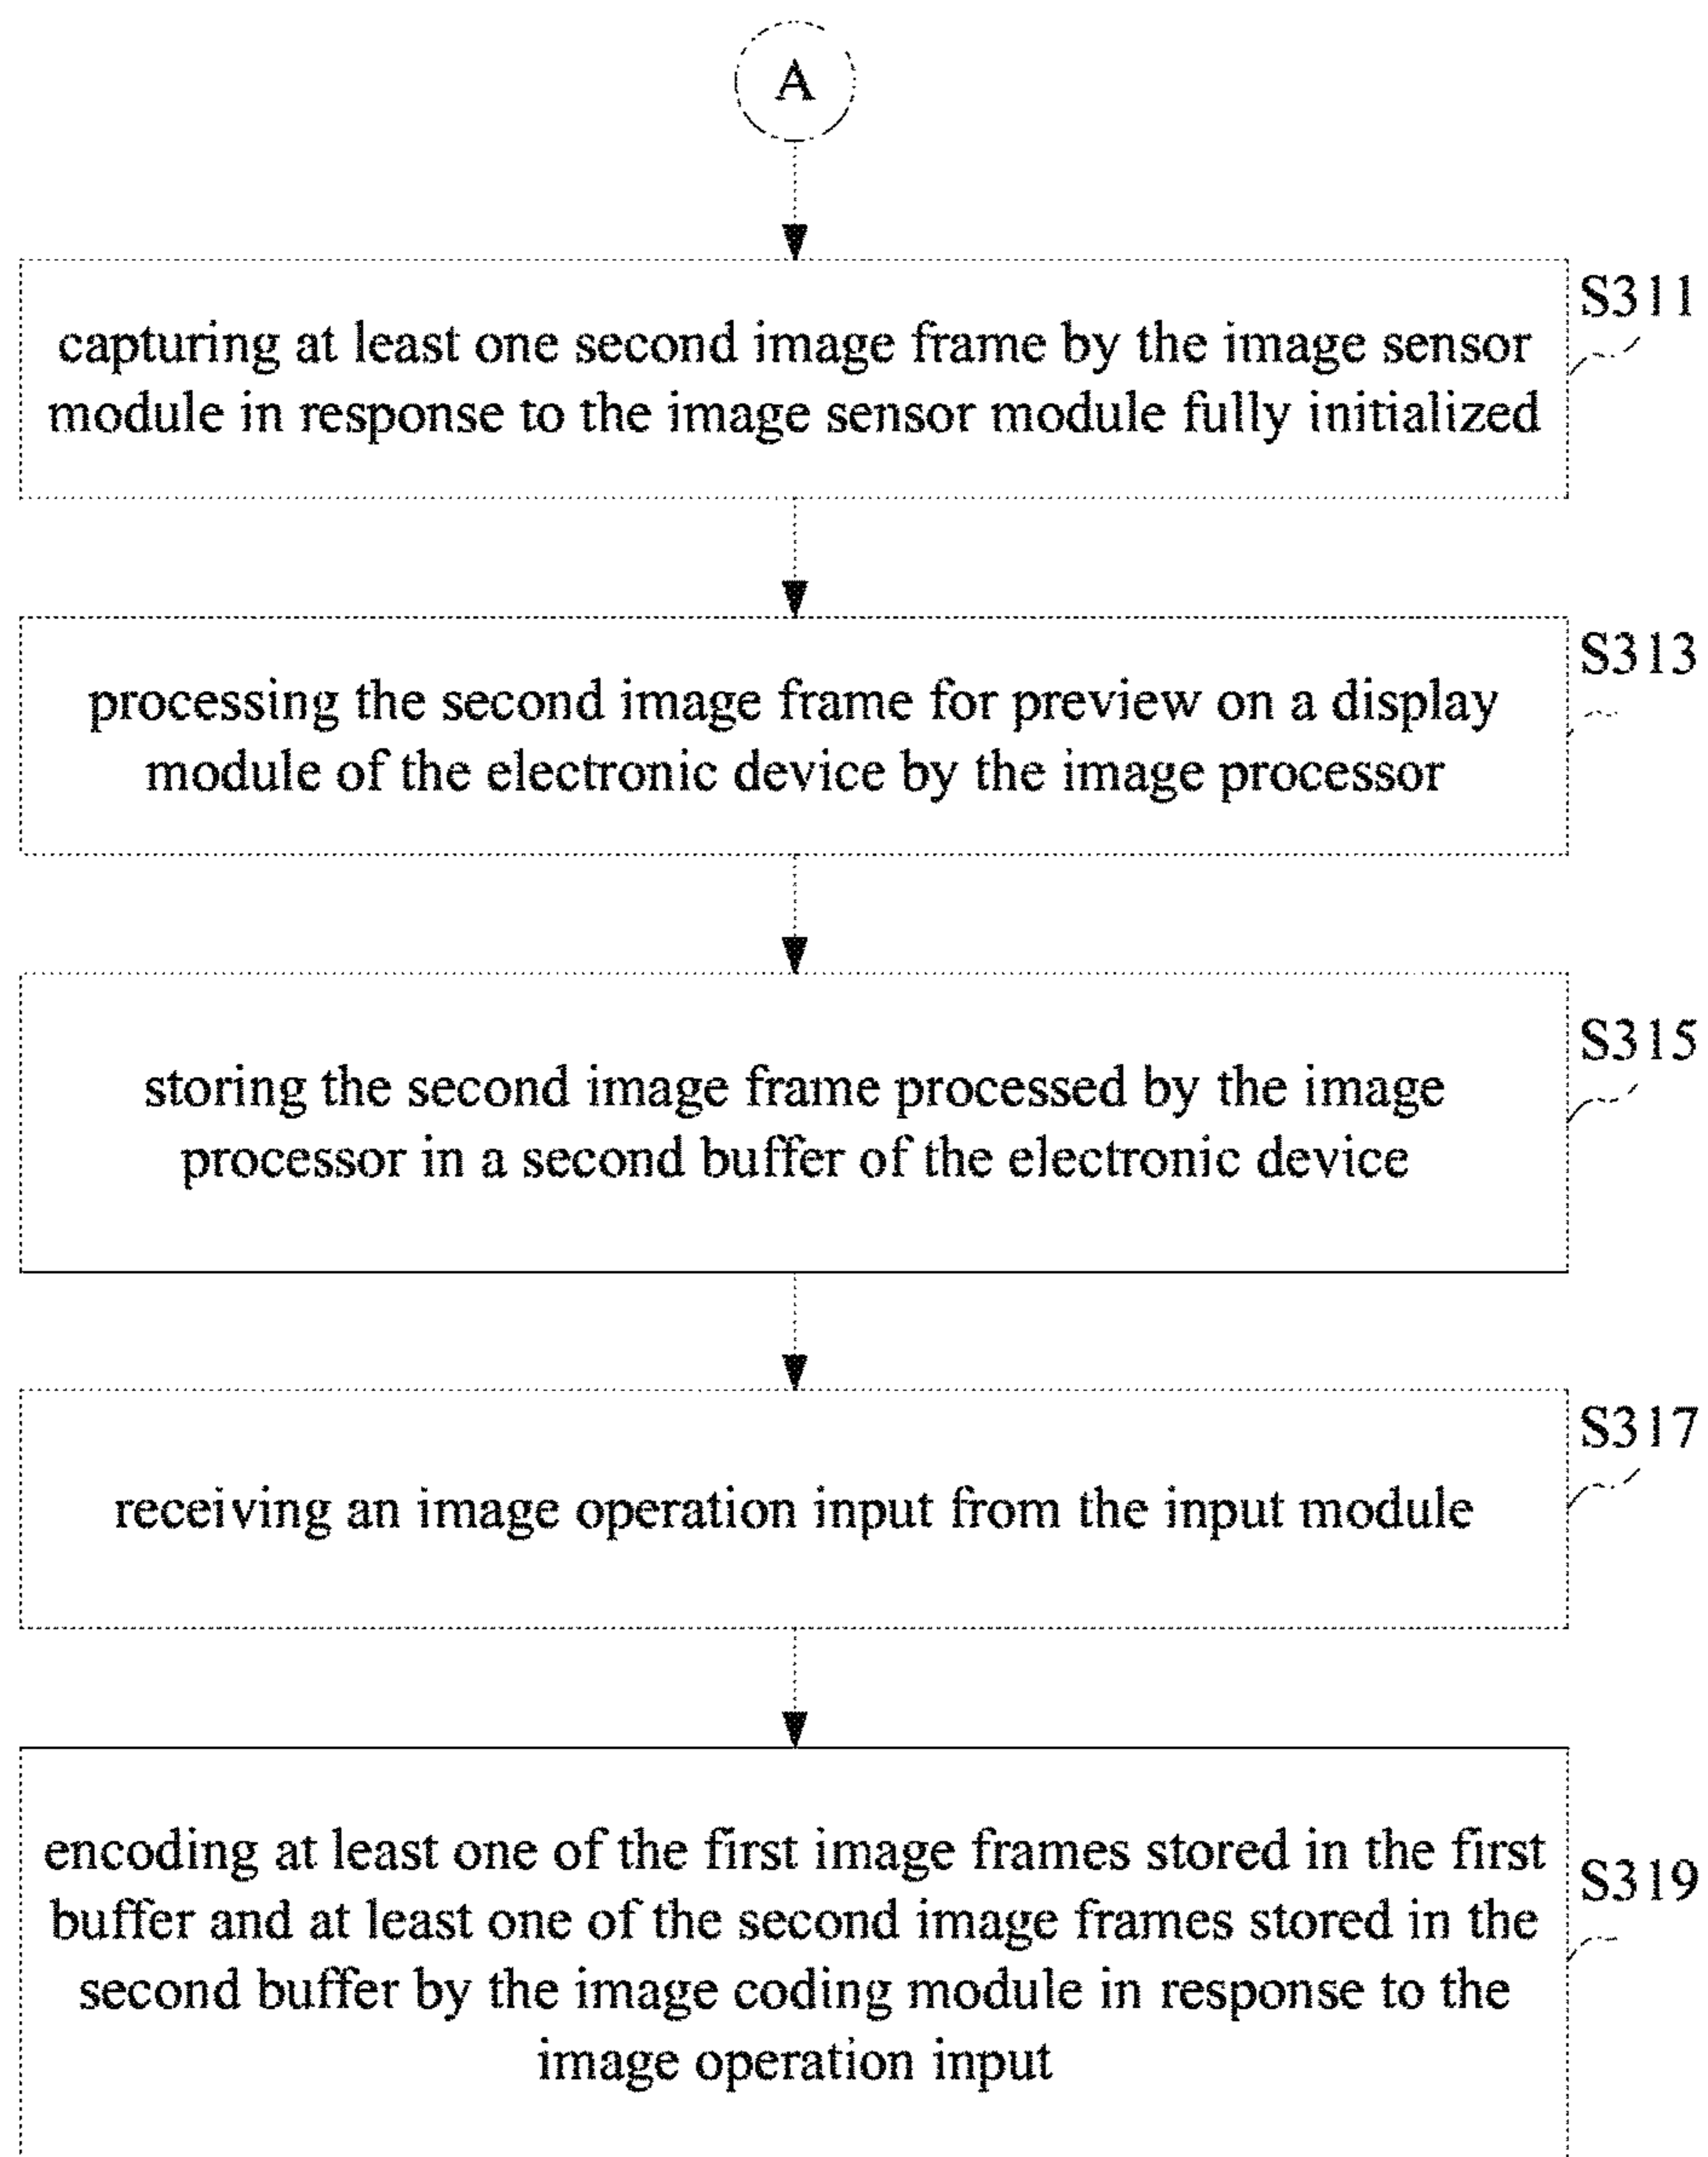 A
S311
capturing at least one second image frame by the image sensor
module in response to the image sensor module fully initialized
S313
processing the second image frame for preview on a display
module of the electronic device by the image processor
S315
storing the second image frame processed by the image
processor in a second buffer of the electronic device
S317
receiving an image operation input from the input module
S319
encoding at least one of the first image frames stored in the first
buffer and at least one of the second image frames stored in the
second buffer by the image coding module in response to the
image operation input